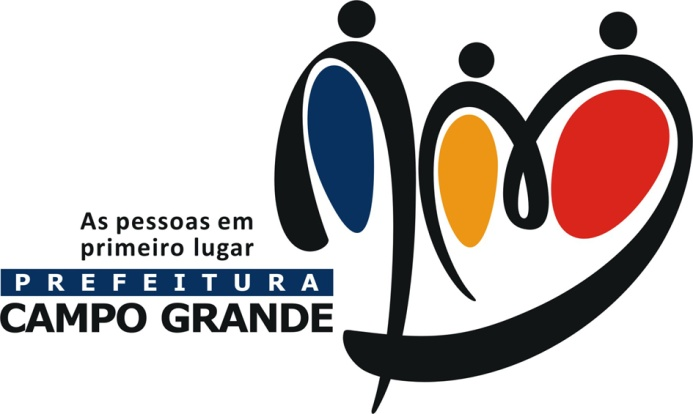 As pessoas em
primeiro lugar
PREFEITURA
CAMPO GRANDE